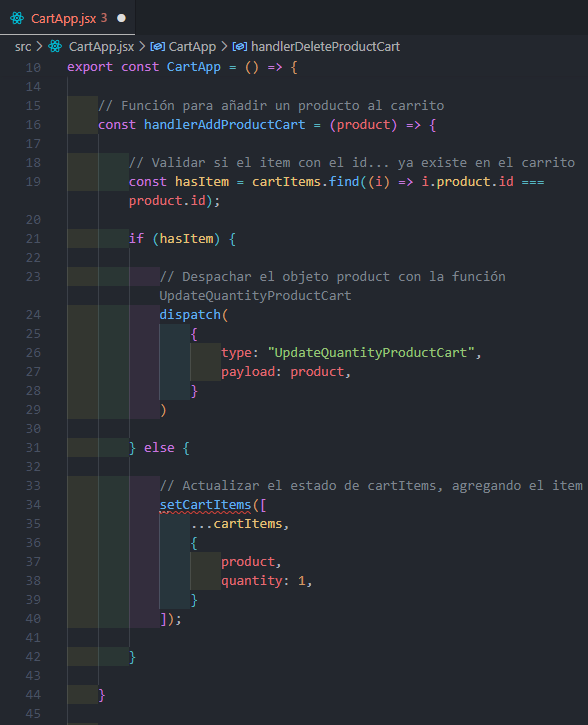 CartApp.jsx 3 ●
src > CartApp.jsx > CartApp > handlerDeleteProductCart
10 export const CartApp = () => {
14
15 // Función para añadir un producto al carrito
16 const handlerAddProductCart = (product) => {
17
18 // Validar si el item con el id... ya existe en el carrito
19 const hasItem = cartItems.find((i) => i.product.id ===
product.id);
20
21 if (hasItem) {
22
23 // Despachar el objeto product con la función
UpdateQuantityProductCart
24 dispatch(
25 {
26 type: "UpdateQuantityProductCart",
27 payload: product,
28 }
29 )
30
31 } else {
32
33 // Actualizar el estado de cartItems, agregando el item
34 setCartItems([
35 ...cartItems,
36 {
37 product,
38 quantity: 1,
39 }
40 ]);
41
42 }
43
44 }
45